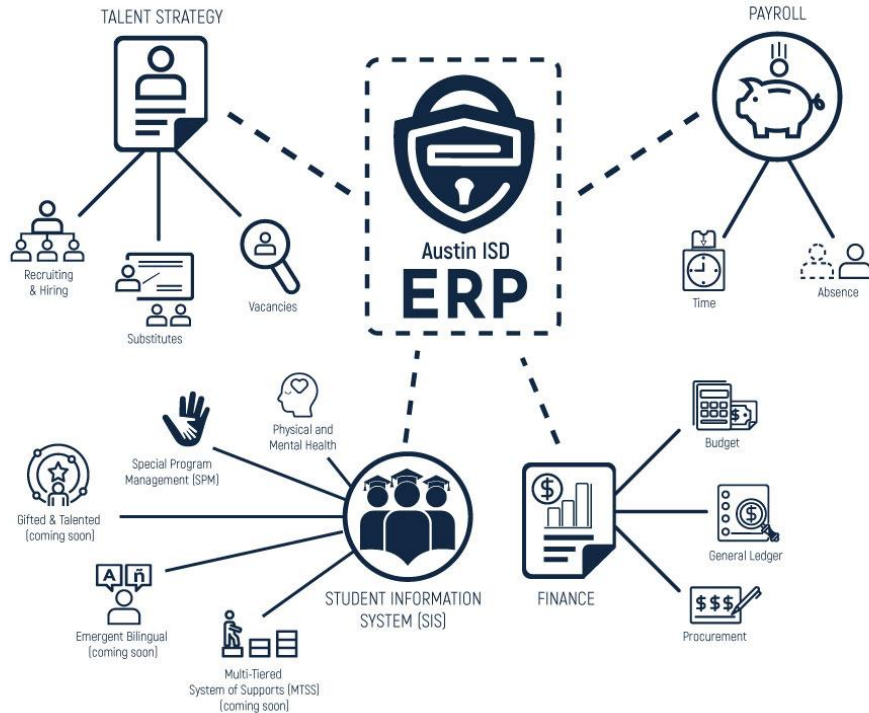 TALENT STRATEGY
PAYROLL
Austin ISD
ERP
Recruiting
& Hiring
Substitutes
Vacancies
Time
Absence
Physical and
Mental Health
Special Program
Management (SPM)
Gifted & Talented
(coming soon)
A ñ
Emergent Bilingual
(coming soon)
Multi-Tiered
System of Supports (MTSS)
(coming soon)
STUDENT INFORMATION
SYSTEM (SIS)
$
FINANCE
$
Budget
$
General Ledger
$$$
Procurement